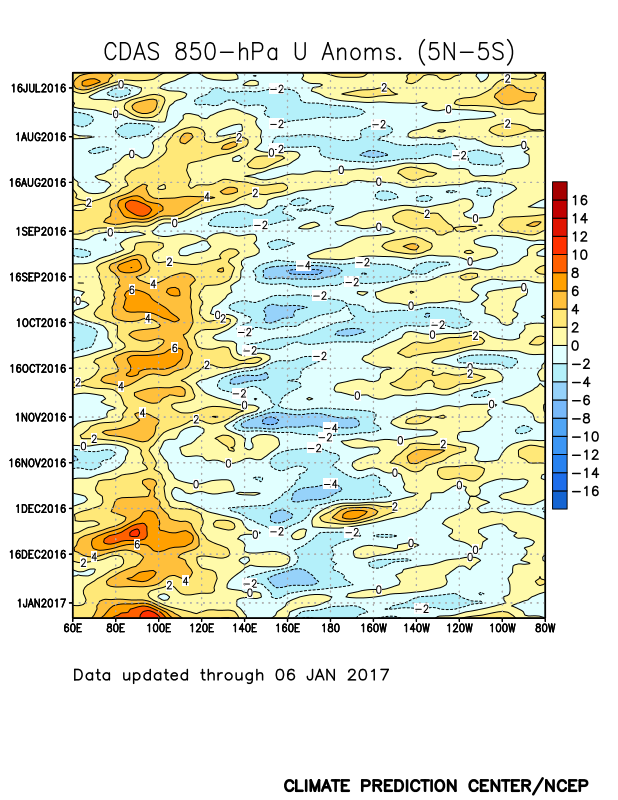 CDAS 850-hPa U Anoms. (5N-5S)
16JUL2016
1AUG2016
16AUG2016
1SEP2016
16SEP2016
1OCT2016
16OCT2016
1NOV2016
16NOV2016
1DEC2016
16DEC2016
1JAN2017
60E 80E 100E 120E 140E 160E 180 160W 140W 120W 100W 80W
16
14
12
10
8
6
4
2
0
-2
-4
-6
-8
-10
-12
-14
-16
Data updated through 06 JAN 2017
CLIMATE PREDICTION CENTER/NCEP